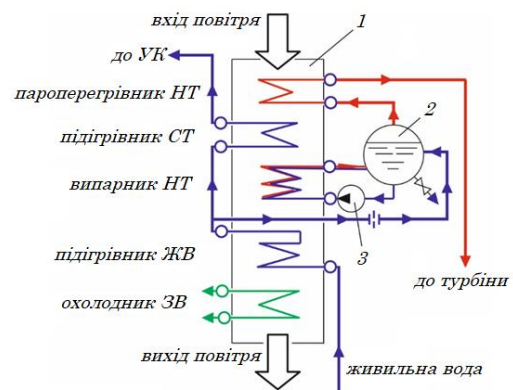 вхід повітря
1
до УК
пароперегрівник НТ
2
підігрівник СТ
випарник НТ
3
підігрівник ЖВ
до турбіни
охолодник ЗВ
вихід повітря
живильна вода